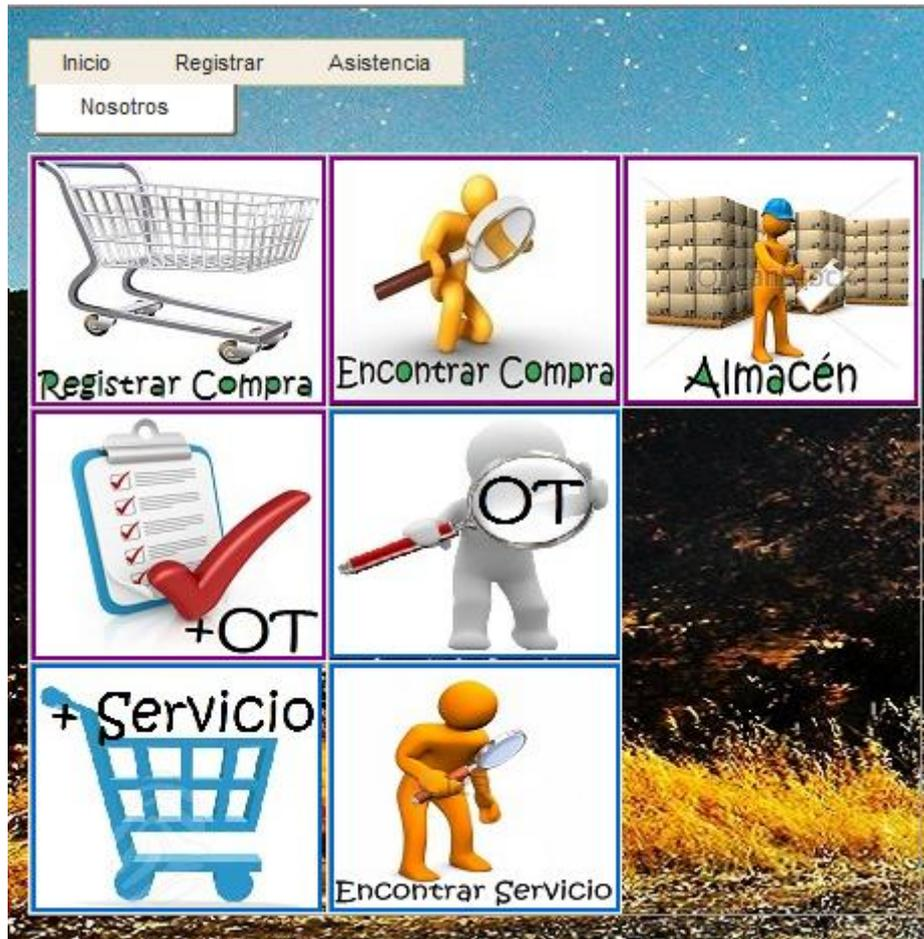 Inicio Registrar Asistencia
Nosotros
Registrar Compra
Encontrar Compra
Almacén
+OT
OT
+ Servicio
Encontrar Servicio